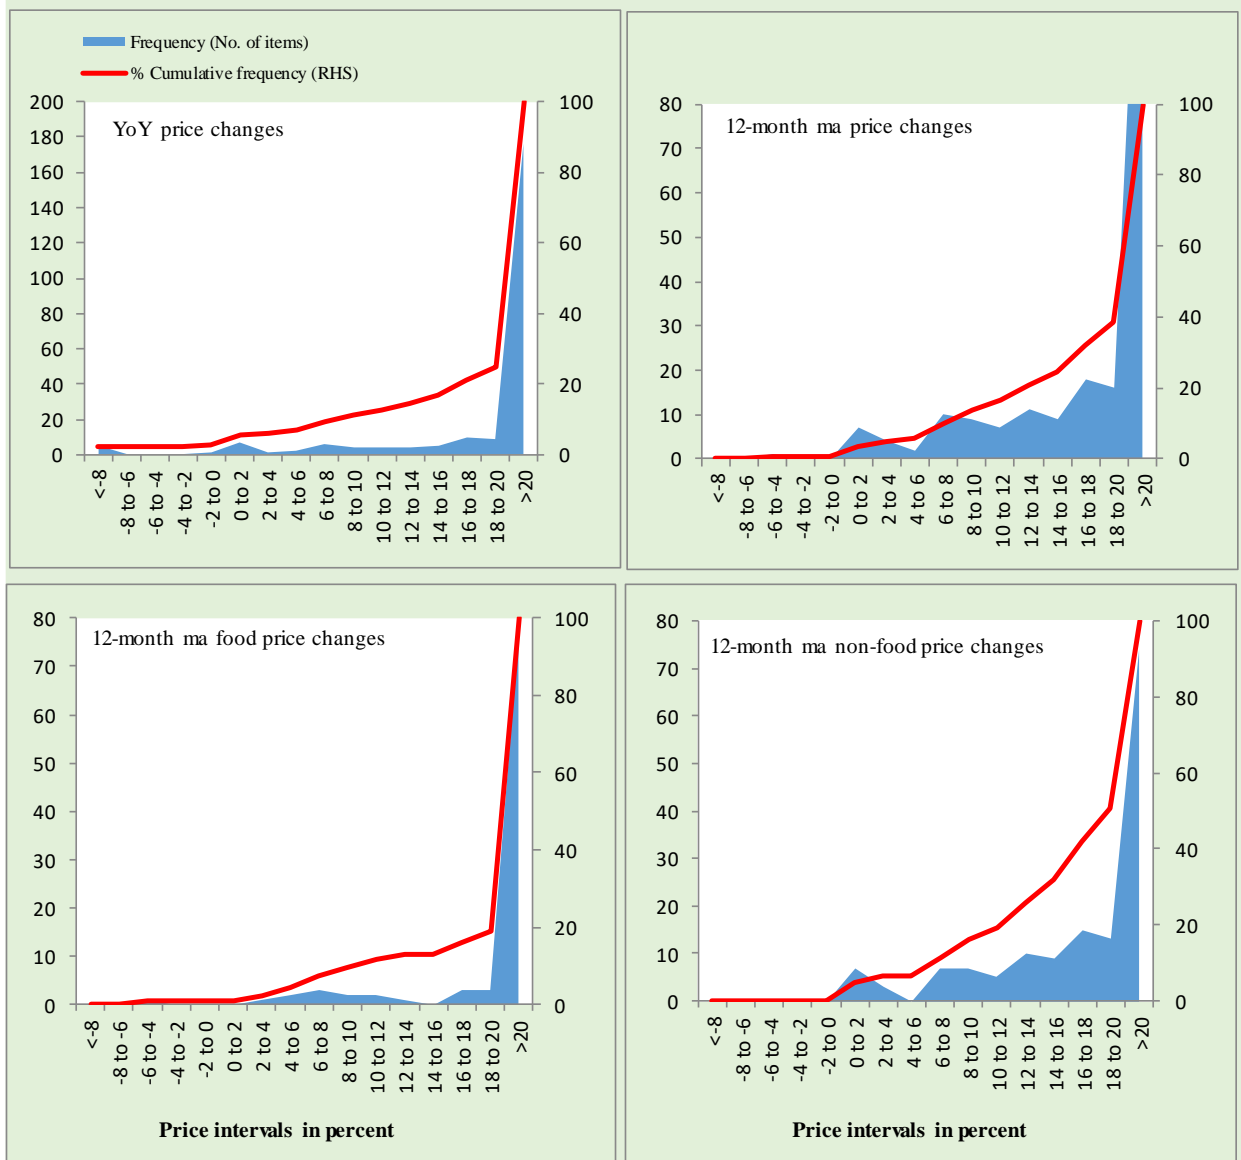 Frequency (No. of items)
% Cumulative frequency (RHS)
YoY price changes
200
180
160
140
120
100
80
60
40
20
0
100
80
60
40
20
0
<-8
-8 to -6
-6 to -4
-4 to -2
-2 to 0
0 to 2
2 to 4
4 to 6
6 to 8
8 to 10
10 to 12
12 to 14
14 to 16
16 to 18
18 to 20
>20
12-month ma price changes
80
70
60
50
40
30
20
10
0
100
80
60
40
20
0
<-8
-8 to -6
-6 to -4
-4 to -2
-2 to 0
0 to 2
2 to 4
4 to 6
6 to 8
8 to 10
10 to 12
12 to 14
14 to 16
16 to 18
18 to 20
>20
12-month ma food price changes
80
70
60
50
40
30
20
10
0
100
80
60
40
20
0
<-8
-8 to -6
-6 to -4
-4 to -2
-2 to 0
0 to 2
2 to 4
4 to 6
6 to 8
8 to 10
10 to 12
12 to 14
14 to 16
16 to 18
18 to 20
>20
Price intervals in percent
12-month ma non-food price changes
80
70
60
50
40
30
20
10
0
100
80
60
40
20
0
<-8
-8 to -6
-6 to -4
-4 to -2
-2 to 0
0 to 2
2 to 4
4 to 6
6 to 8
8 to 10
10 to 12
12 to 14
14 to 16
16 to 18
18 to 20
>20
Price intervals in percent